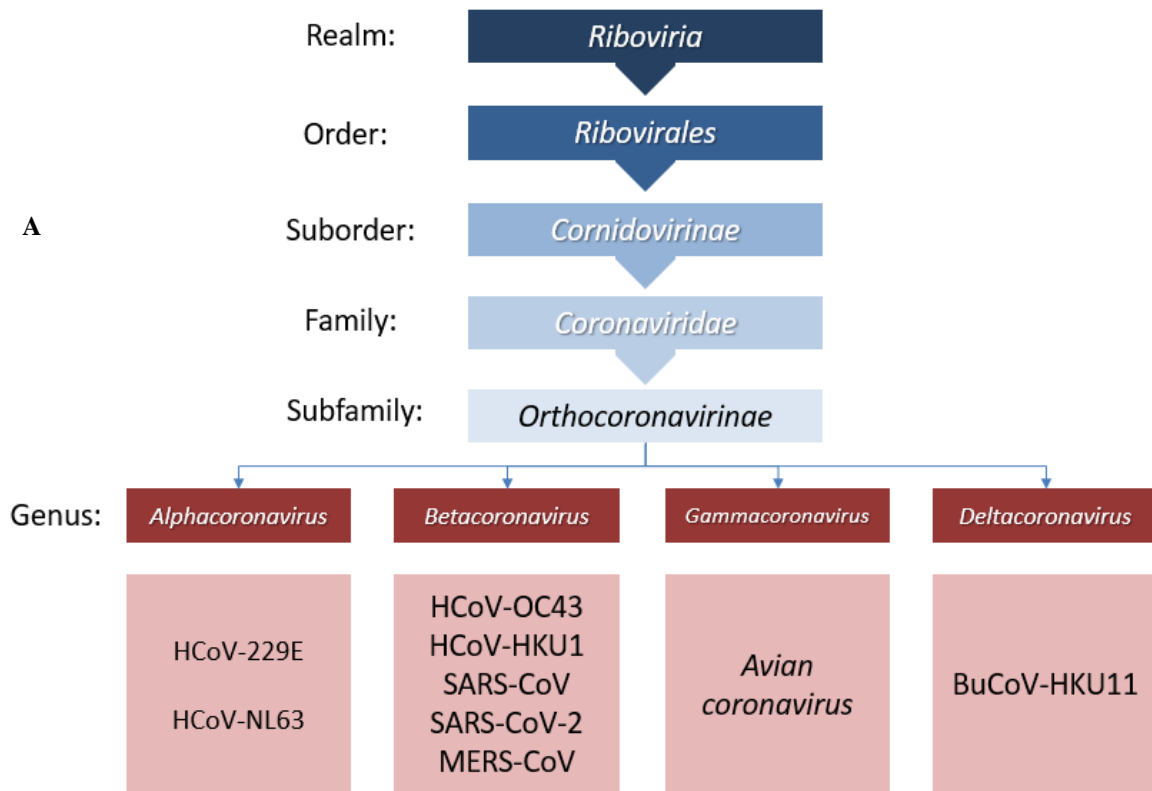 Realm: Riboviria
Order: Ribovirales
A
Suborder: Cornidovirinae
Family: Coronaviridae
Subfamily: Orthocoronavirinae
Genus: Alphacoronavirus Betacoronavirus Gammacoronavirus Deltacoronavirus
HCoV-229E
HCoV-NL63
HCoV-OC43
HCoV-HKU1
SARS-CoV
SARS-CoV-2
MERS-CoV
Avian
coronavirus
BuCoV-HKU11